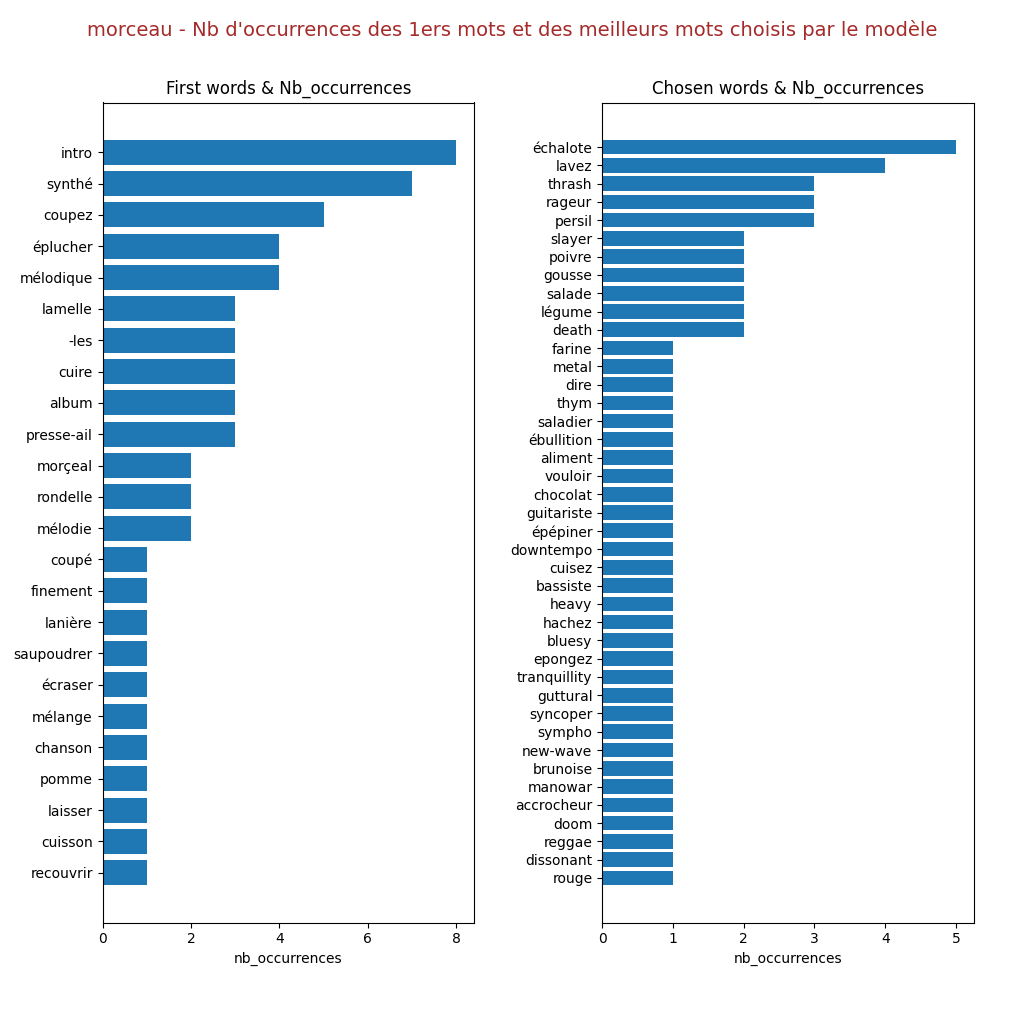 morceau - Nb d'occurrences des 1ers mots et des meilleurs mots choisis par le modèle
First words & Nb_occurrences
intro
synthé
coupez
éplucher
mélodique
lamelle
-les
cuire
album
presse-ail
morçeal
rondelle
mélodie
coupé
finement
lanière
saupoudrer
écraser
mélange
chanson
pomme
laisser
cuisson
recouvrir
0 2 4 6 8
nb_occurrences
Chosen words & Nb_occurrences
échalote
lavez
thrash
rageur
persil
slayer
poivre
gousse
salade
légume
death
farine
metal
dire
thym
saladier
ébullition
aliment
vouloir
chocolat
guitariste
épépiner
downtempo
cuisez
bassiste
heavy
hachez
bluesy
epongez
tranquillity
guttural
syncoper
sympho
new-wave
brunoise
manowar
accrocheur
doom
reggae
dissonant
rouge
0 1 2 3 4 5
nb_occurrences